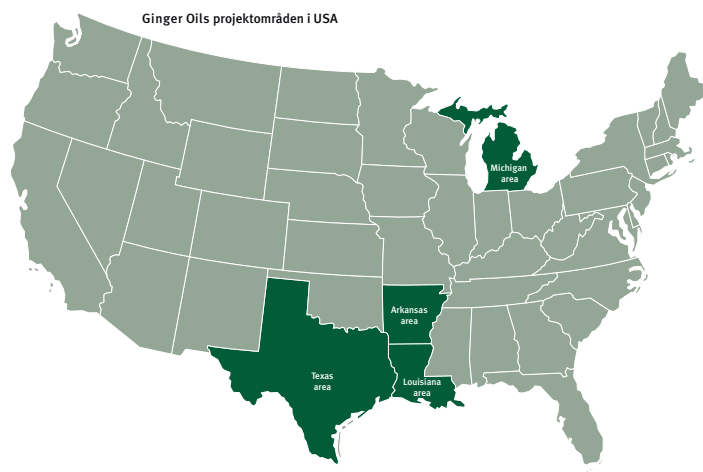 Ginger Oils projektområden i USA
Michigan
area
Arkansas
area
Texas
area
Louisiana
area